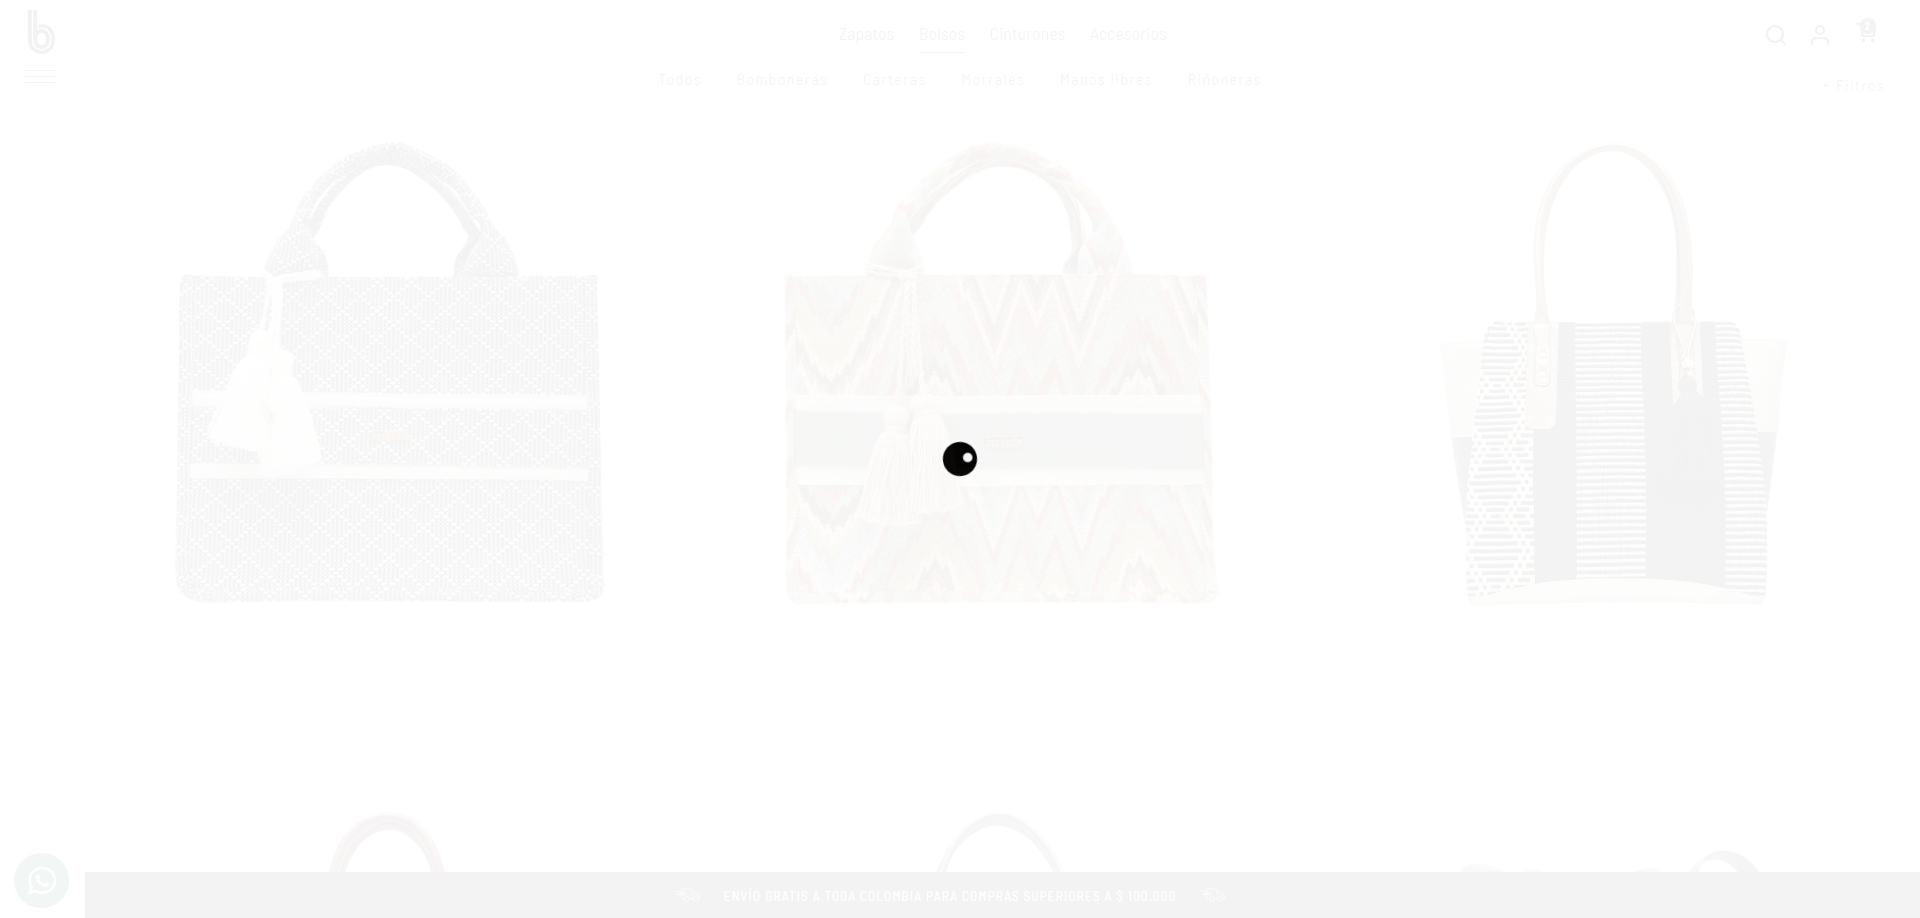 b
Zapatos Bolsos Cinturones Accesorios
2
Todos Bomboneras Carteras Morrales Manos libres Riñoneras
- Filtros
ENVÍO GRATIS A TODA COLOMBIA PARA COMPRAS SUPERIORES A $ 100.000